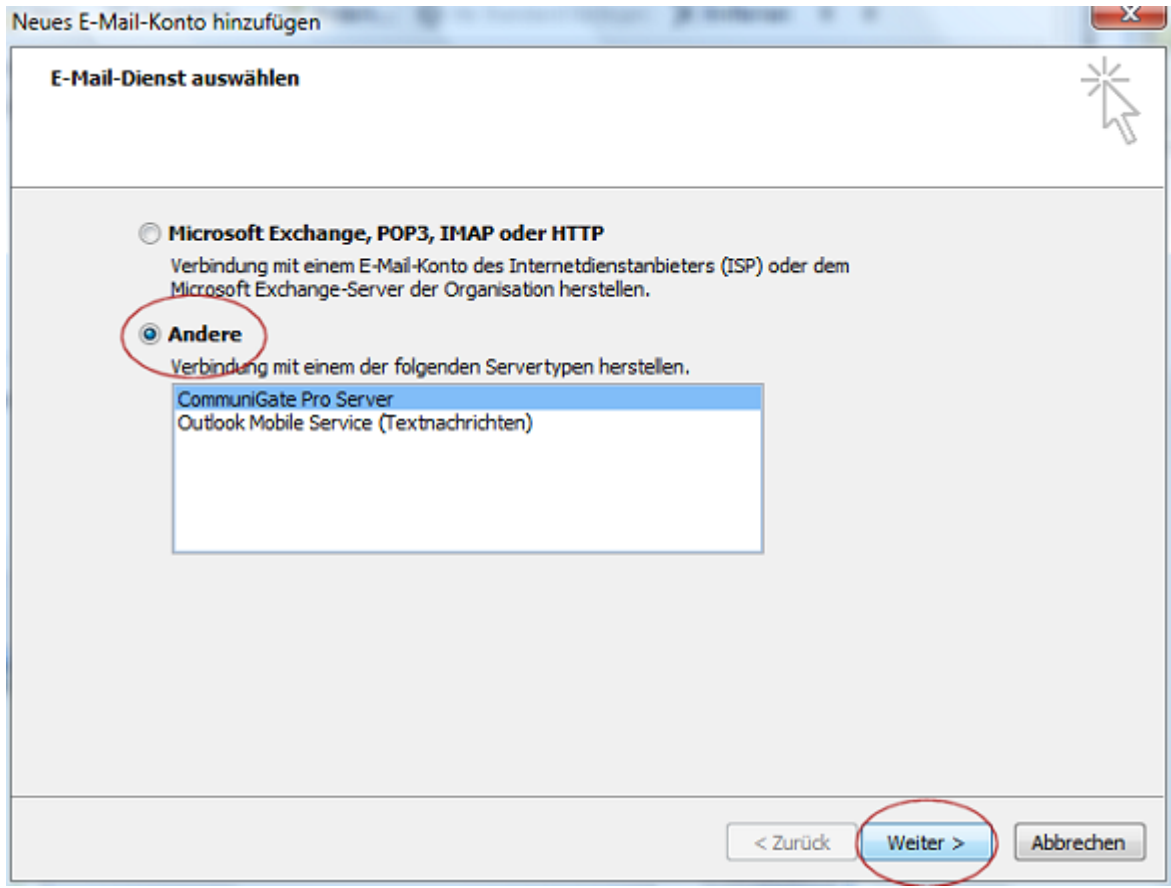 Neues E-Mail-Konto hinzufügen
E-Mail-Dienst auswählen
Microsoft Exchange, POP3, IMAP oder HTTP
Verbindung mit einem E-Mail-Konto des Internetdienstanbieters (ISP) oder dem
Microsoft Exchange-Server der Organisation herstellen.
Andere
Verbindung mit einem der folgenden Servertypen herstellen.
CommuniGate Pro Server
Outlook Mobile Service (Textnachrichten)
< Zurück
Weiter >
Abbrechen